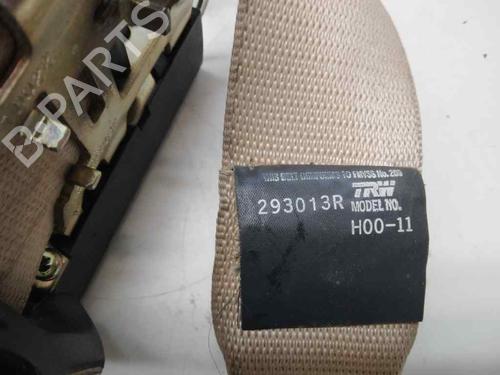 B-PARTS
THIS BELT CONFORMS TO FMVSS No.209
TRW
293013R MODEL NO.
H00-11